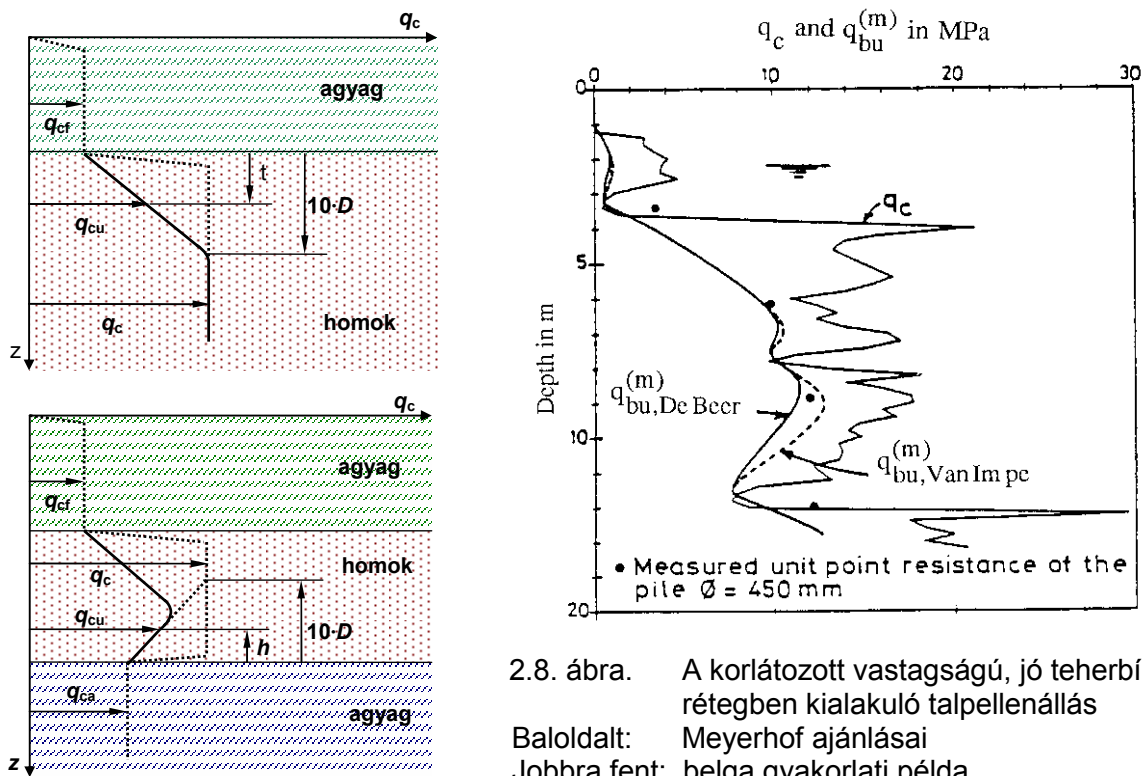 qc
agyag
qcf
t
qcu
10·D
qc
homok
z
qc
agyag
qcf
qc
homok
qcu
10·D
h
qca
agyag
z
qc and qbu(m) in MPa
0 10 20 30
0
5
10
20
Depth in m
qc
qbu,De Beer(m)
qbu,Van Impe(m)
• Measured unit point resistance of the
pile Ø = 450 mm
2.8. ábra. A korlátozott vastagságú, jó teherbí
rétegben kialakuló talpellenállás
Baloldalt: Meyerhof ajánlásai
Jobbra fent: belga gyakorlati példa